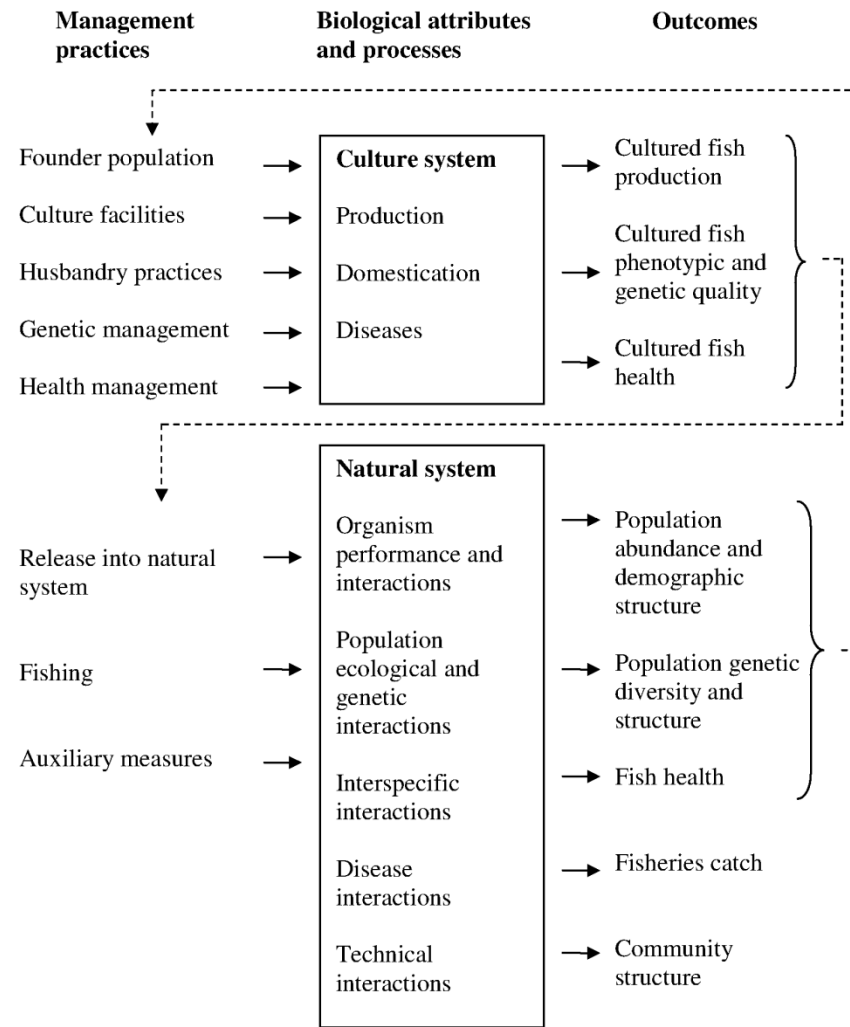 Management
practices
Biological attributes
and processes
Outcomes
Founder population
Culture facilities
Husbandry practices
Genetic management
Health management
Culture system
Production
Domestication
Diseases
Cultured fish
production
Cultured fish
phenotypic and
genetic quality
Cultured fish
health
Release into natural
system
Fishing
Auxiliary measures
Natural system
Organism
performance and
interactions
Population
ecological and
genetic
interactions
Interspecific
interactions
Disease
interactions
Technical
interactions
Population
abundance and
demographic
structure
Population genetic
diversity and
structure
Fish health
Fisheries catch
Community
structure